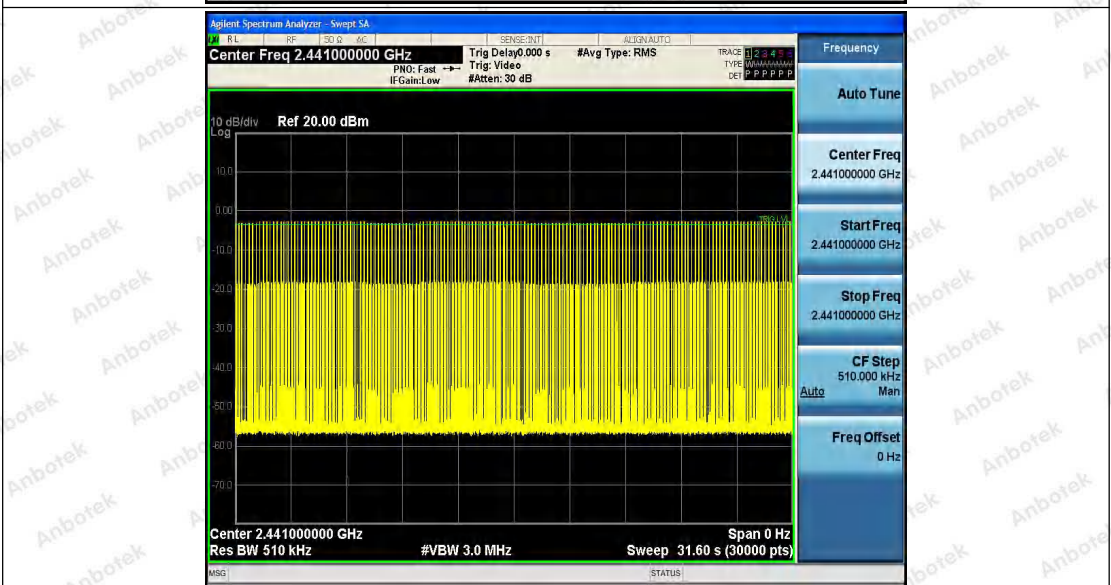 Agilent Spectrum Analyzer - Swept SA
RL RF 50 Ω AC SENSE:INT ALIGN AUTO
Center Freq 2.441000000 GHz
PNO: Fast
IFGain:Low
Trig Delay0.000 s
Trig: Video
#Atten: 30 dB
#Avg Type: RMS
TRACE 1 2 3 4 5 6
TYPE
DET P P P P P P
10 dB/div
Log
Ref 20.00 dBm
10.0
0.00
-10.0
-20.0
-30.0
-40.0
-50.0
-60.0
-70.0
TRIG LVL
Center 2.441000000 GHz
Span 0 Hz
Res BW 510 kHz
#VBW 3.0 MHz
Sweep 31.60 s (30000 pts)
MSG
STATUS
Frequency
Auto Tune
Center Freq
2.441000000 GHz
Start Freq
2.441000000 GHz
Stop Freq
2.441000000 GHz
CF Step
510.000 kHz
Auto Man
Freq Offset
0 Hz
Anbotek